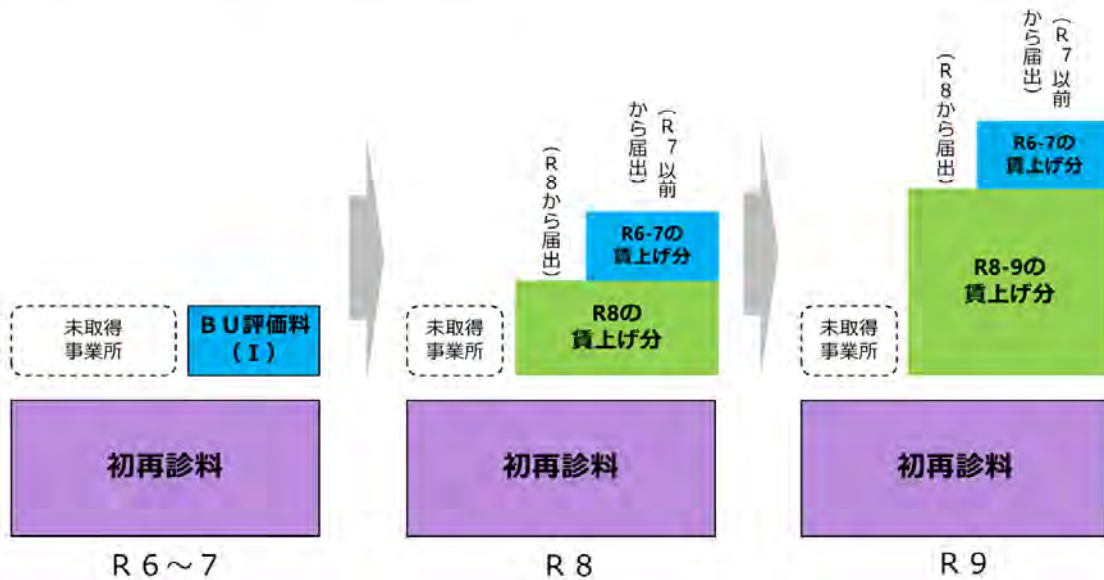 未取得
事業所
ＢＵ評価料
（Ⅰ）
初再診料
Ｒ６～７
（Ｒ８から届出）
（Ｒ７以前
から届出）
R6-7の
賃上げ分
未取得
事業所
R8の
賃上げ分
初再診料
Ｒ８
（Ｒ８から届出）
（Ｒ７以前
から届出）
R6-7の
賃上げ分
未取得
事業所
R8-9の
賃上げ分
初再診料
Ｒ９